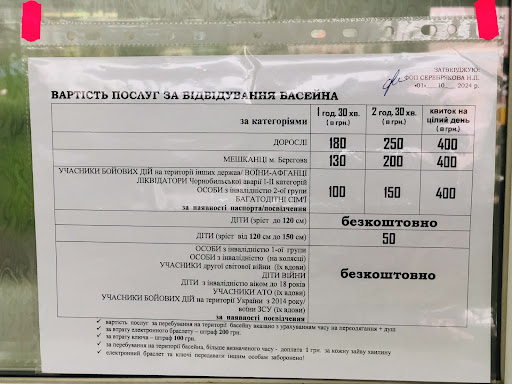 ЗАТВЕРДЖУЮ:
ФОП СЕРЕБРЯКОВА И.Л.
«01» 10 2024 р.
ВАРТІСТЬ ПОСЛУГ ЗА ВІДВІДУВАННЯ БАСЕЙНА
за категоріями
1 год. 30 хв. (в грн.)
2 год. 30 хв. (в грн.)
квиток на цілий день (в грн.)
ДОРОСЛІ 180 250 400
МЕШКАНЦІ м. Берегова 130 200 400
УЧАСНИКИ БОЙОВИХ ДІЙ на території інших держав/ ВОЇНИ-АФГАНЦІ
ЛІКВІДАТОРИ Чорнобильської аварії І-ІІ категорій
ОСОБИ з інвалідністю 2-ої групи
БАГАТОДІТНІ СІМ'Ї
за наявності паспорта/посвідчення
100 150 400
ДІТИ (зріст до 120 см) безкоштовно
ДІТИ (зріст від 120 см до 150 см) 50
ОСОБИ з інвалідністю 1-ої групи
ОСОБИ з інвалідністю (на колясці)
УЧАСНИКИ другої світової війни (їх вдови)
ДІТИ ВІЙНИ
ДІТИ з інвалідністю віком до 18 років
УЧАСНИКИ АТО (їх вдови)
УЧАСНИКИ БОЙОВИХ ДІЙ на території України з 2014 року/
воїни ЗСУ (їх вдови)
за наявності посвідчення
безкоштовно
✓ вартість послуг за перебування на території басейну вказано з урахуванням часу на переодягання + душ
✓ за втрату електронного браслету – штраф 200 грн.
✓ за втрату ключа – штраф 100 грн.
✓ за перебування на території басейна, більше визначеного часу - доплата 1 грн. за кожну зайву хвилину
✓ електронний браслет та ключі передавати іншим особам заборонено!